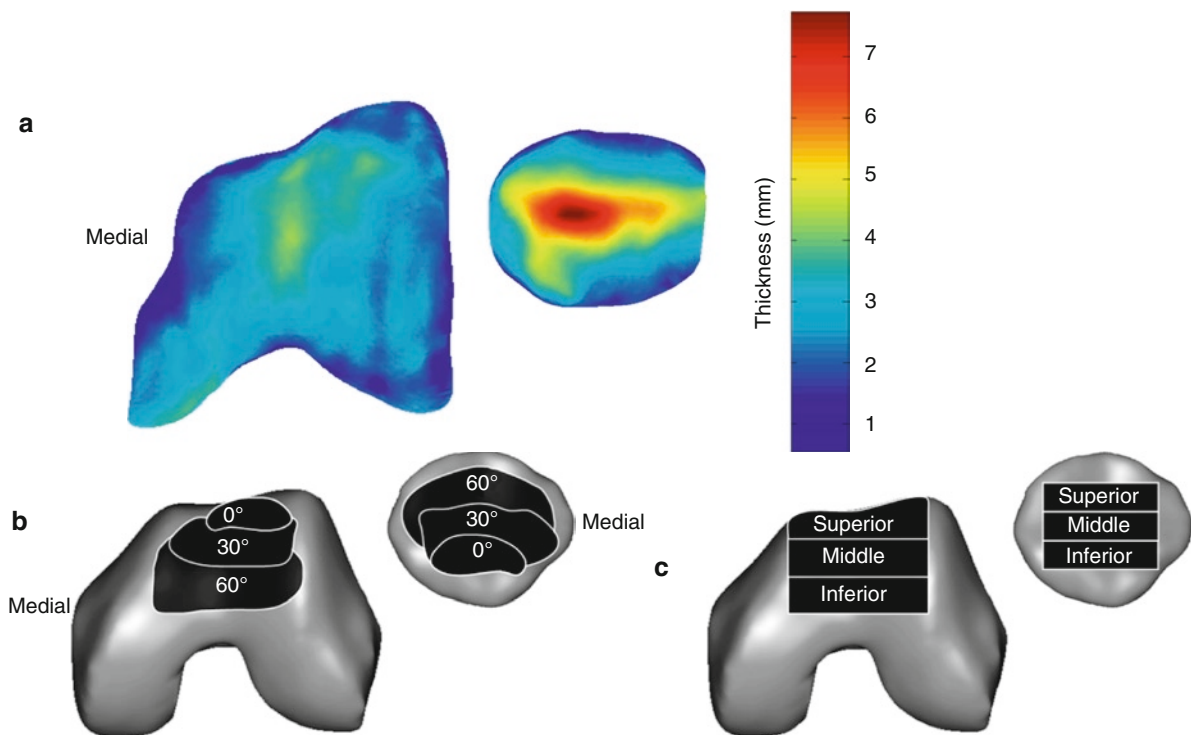 a
Medial
Thickness (mm)
7
6
5
4
3
2
1
b
Medial
0°
30°
60°
60°
30°
0°
Medial
c
Superior
Middle
Inferior
Superior
Middle
Inferior